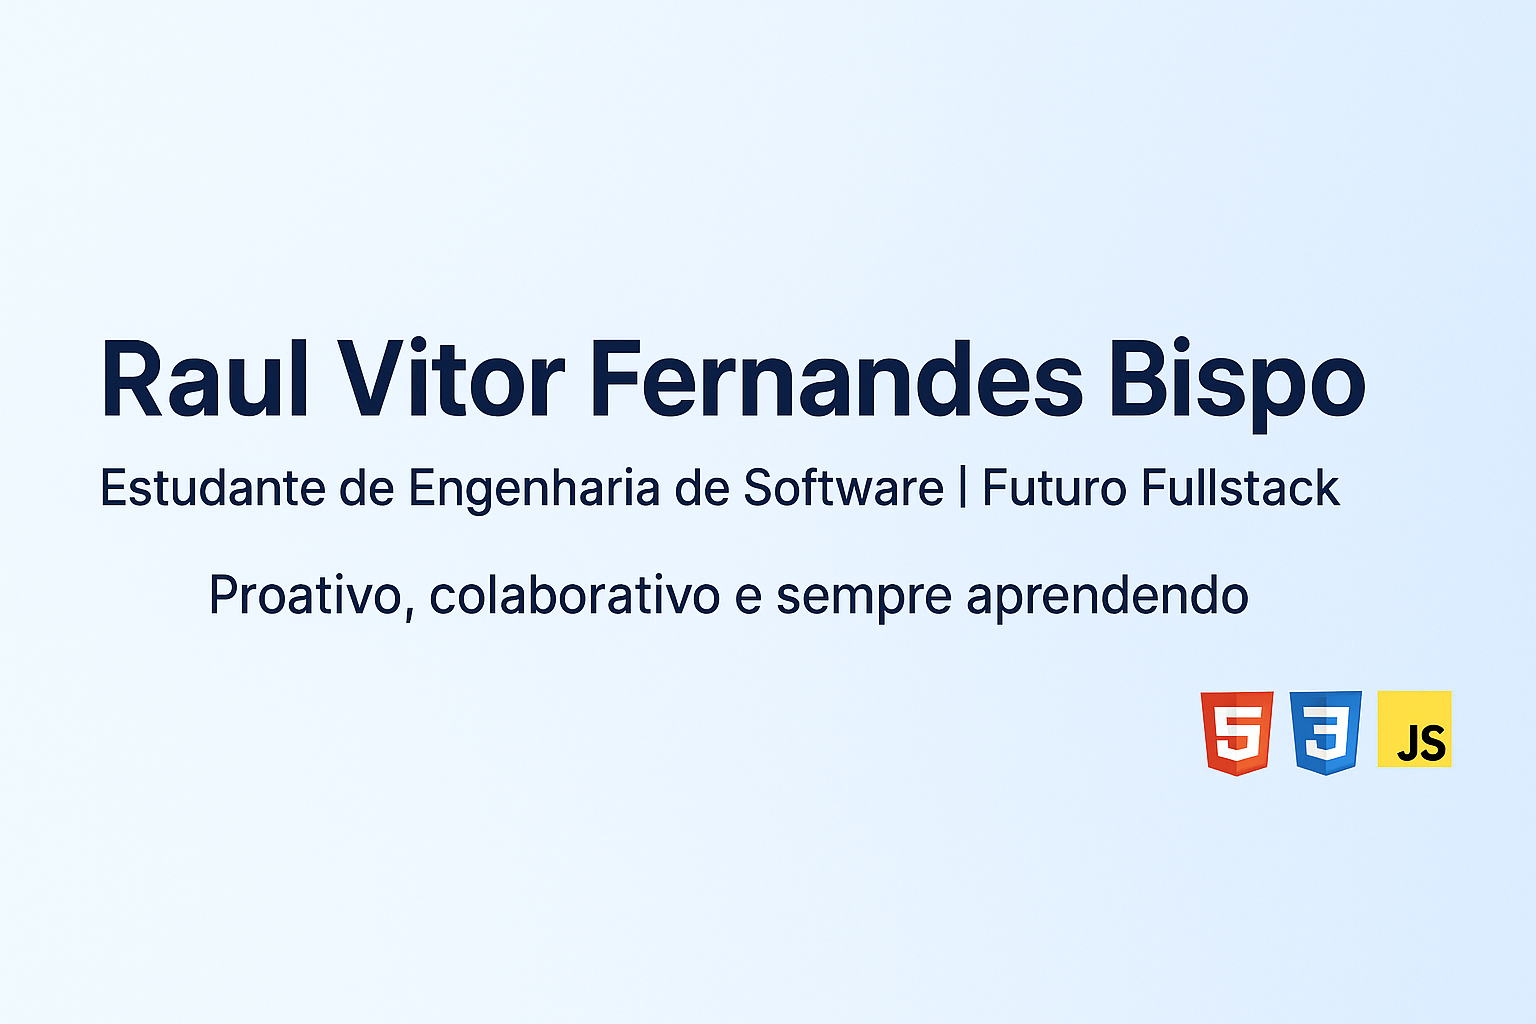 Raul Vitor Fernandes Bispo
Estudante de Engenharia de Software | Futuro Fullstack
Proativo, colaborativo e sempre aprendendo
5 3 JS